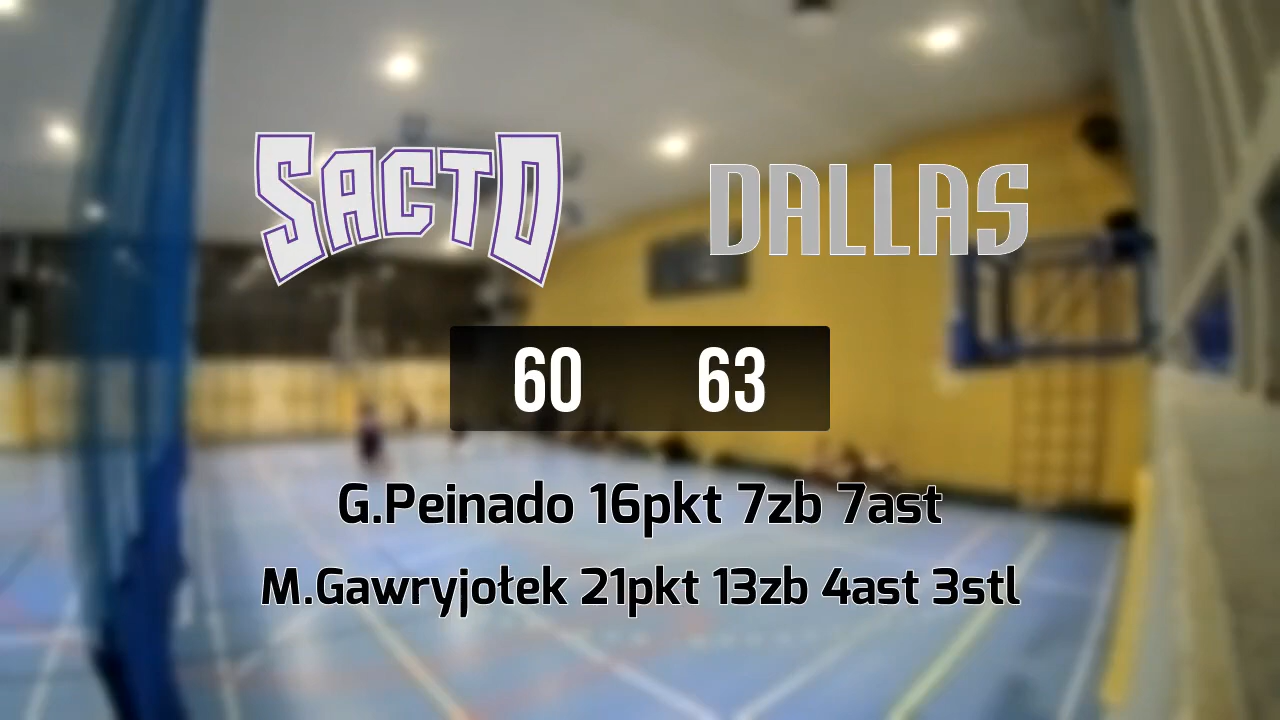 SACTO DALLAS
60 63
G.Peinado 16pkt 7zb 7ast
M.Gawryjołek 21pkt 13zb 4ast 3stl